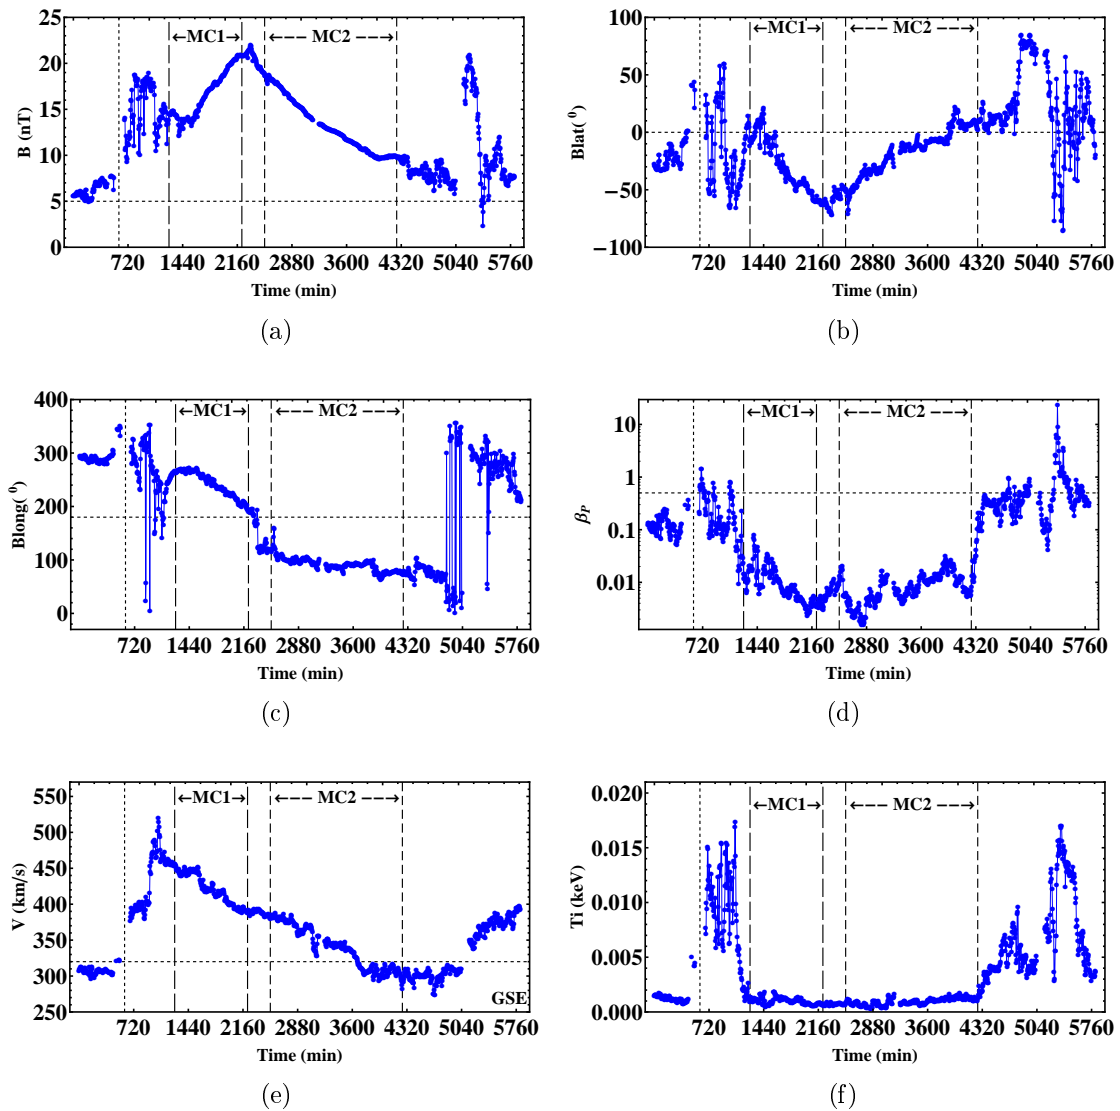 25
20
15
10
5
0
B (nT)
←MC1→
←−− MC2 −−→
720 1440 2160 2880 3600 4320 5040 5760
Time (min)
(a)
100
50
0
−50
−100
Blat(⁰)
←MC1→
←−− MC2 −−→
720 1440 2160 2880 3600 4320 5040 5760
Time (min)
(b)
400
300
200
100
0
Blong(⁰)
←MC1→
←−− MC2 −−→
720 1440 2160 2880 3600 4320 5040 5760
Time (min)
(c)
10
1
0.1
0.01
βP
←MC1→
←−− MC2 −−→
720 1440 2160 2880 3600 4320 5040 5760
Time (min)
(d)
550
500
450
400
350
300
250
V (km/s)
←MC1→
←−− MC2 −−→
GSE
720 1440 2160 2880 3600 4320 5040 5760
Time (min)
(e)
0.020
0.015
0.010
0.005
0.000
Ti (keV)
←MC1→
←−− MC2 −−→
720 1440 2160 2880 3600 4320 5040 5760
Time (min)
(f)